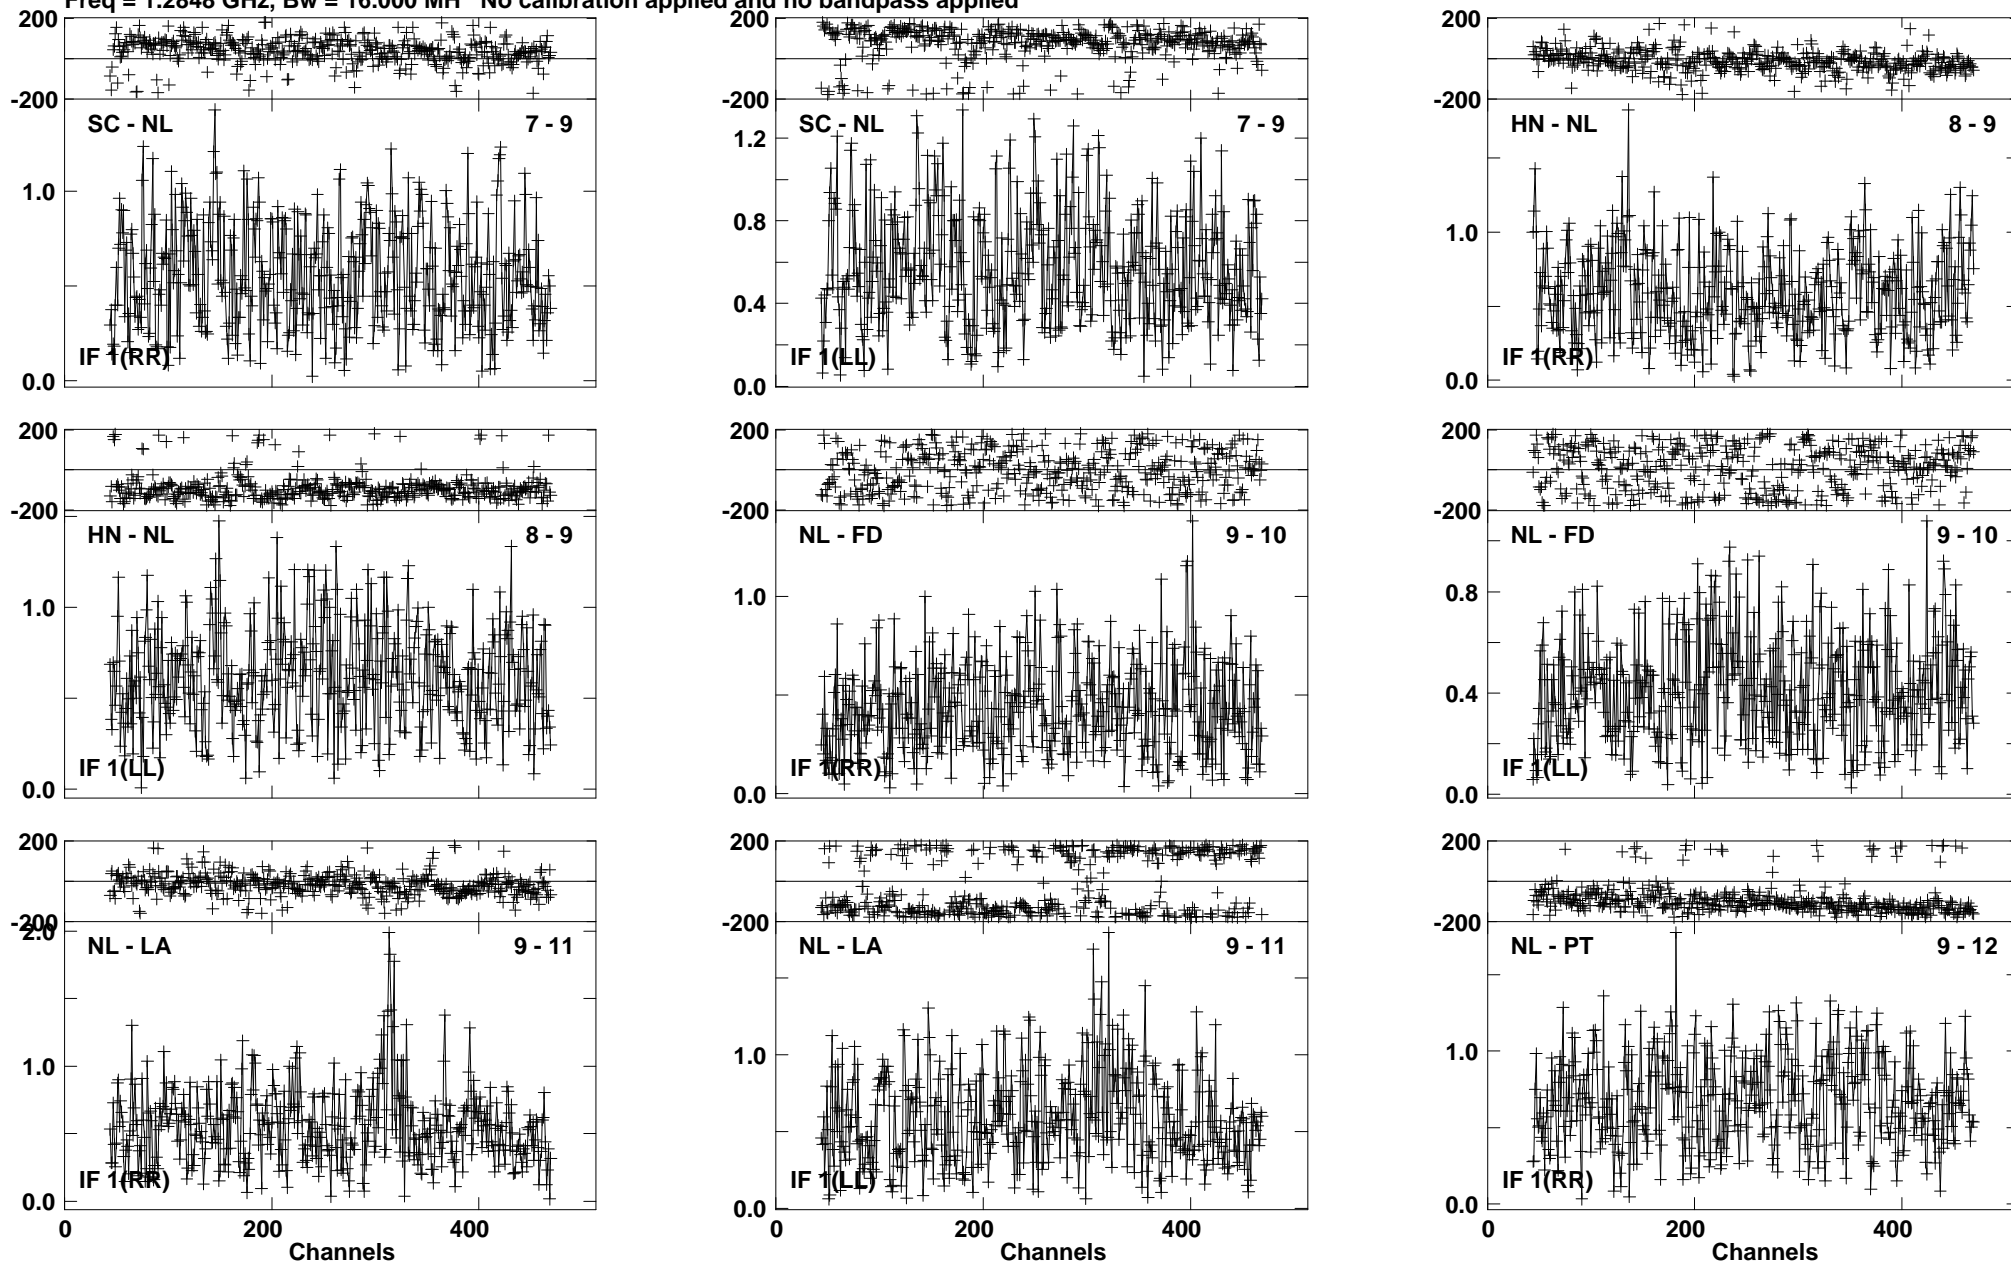 Freq = 1.2848 GHz, Bw = 16.000 MH No calibration applied and no bandpass applied
200 200 200
-200 -200 -200
SC - NL 7 - 9 SC - NL 7 - 9 HN - NL 8 - 9
1.2
1.0 1.0
0.8
0.4
IF 1(RR) IF 1(LL) IF 1(RR)
0.0 0.0 0.0
200 200 200
-200 -200 -200
HN - NL 8 - 9 NL - FD 9 - 10 NL - FD 9 - 10
1.0 1.0 0.8
0.4
IF 1(LL) IF 1(RR) IF 1(LL)
0.0 0.0 0.0
200 200 200
-200 -200 -200
2.0
NL - LA 9 - 11 NL - LA 9 - 11 NL - PT 9 - 12
1.0 1.0 1.0
IF 1(RR) IF 1(LL) IF 1(RR)
0.0 0.0 0.0
0 200 400 0 200 400 0 200 400
Channels Channels Channels